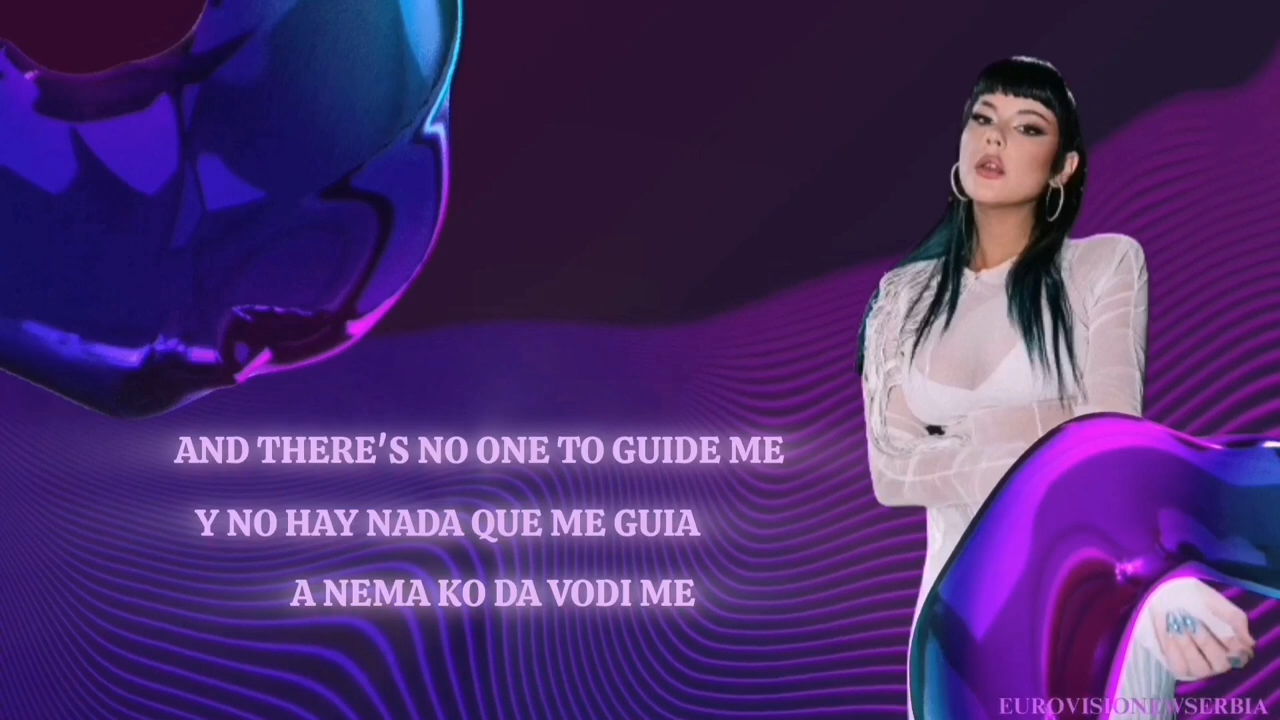 AND THERE'S NO ONE TO GUIDE ME
Y NO HAY NADA QUE ME GUIA
A NEMA KO DA VODI ME
EUROVISIONEWSERBIA